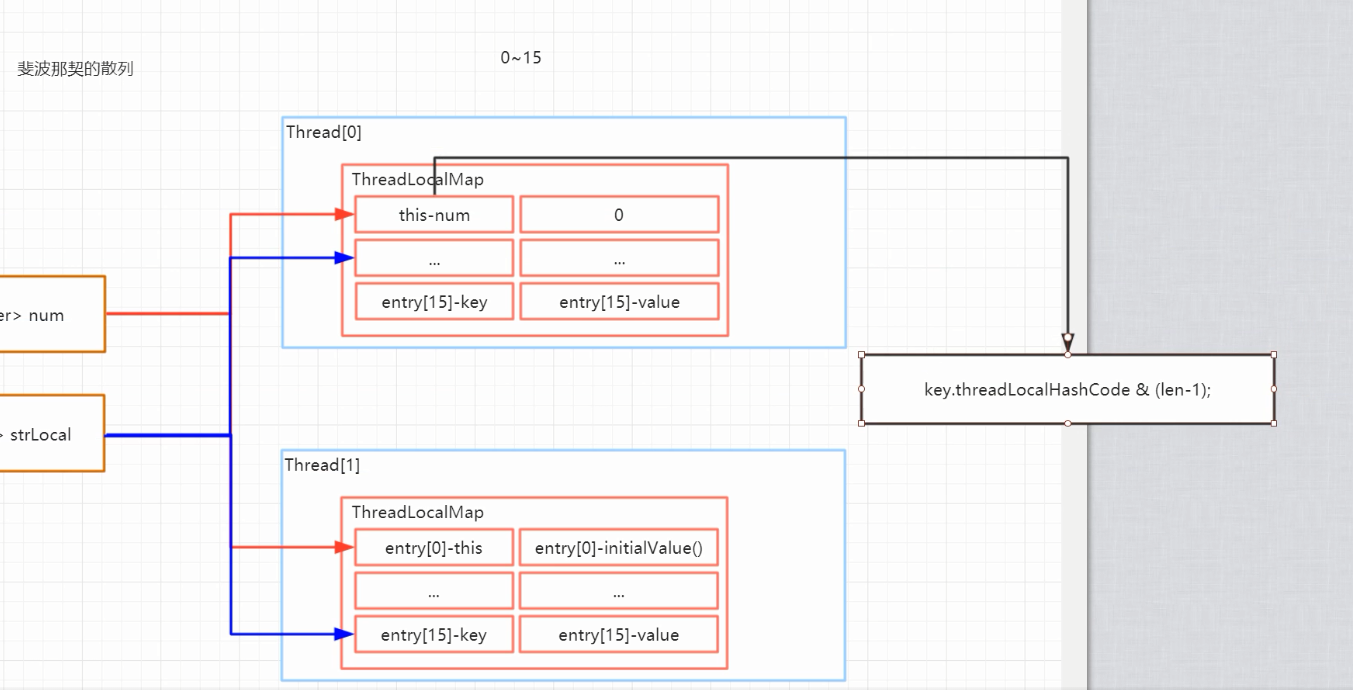 0~15
斐波那契的散列
Thread[0]
ThreadLocalMap
this-num
0
...
...
entry[15]-key
entry[15]-value
er> num
key.threadLocalHashCode & (len-1);
> strLocal
Thread[1]
ThreadLocalMap
entry[0]-this
entry[0]-initialValue()
...
...
entry[15]-key
entry[15]-value